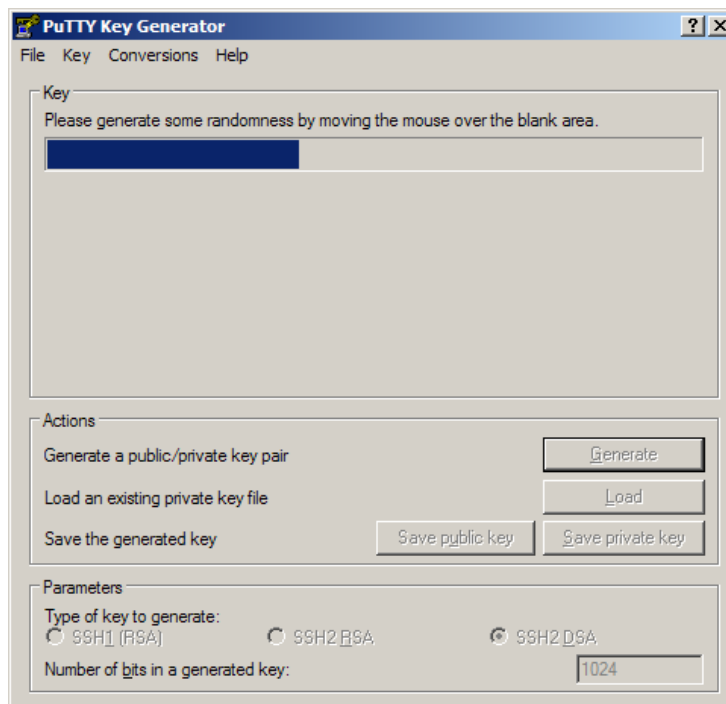 PuTTY Key Generator
File Key Conversions Help
Key
Please generate some randomness by moving the mouse over the blank area.
Actions
Generate a public/private key pair
Generate
Load an existing private key file
Load
Save the generated key
Save public key
Save private key
Parameters
Type of key to generate:
SSH1 (RSA)
SSH2 RSA
SSH2 DSA
Number of bits in a generated key:
1024